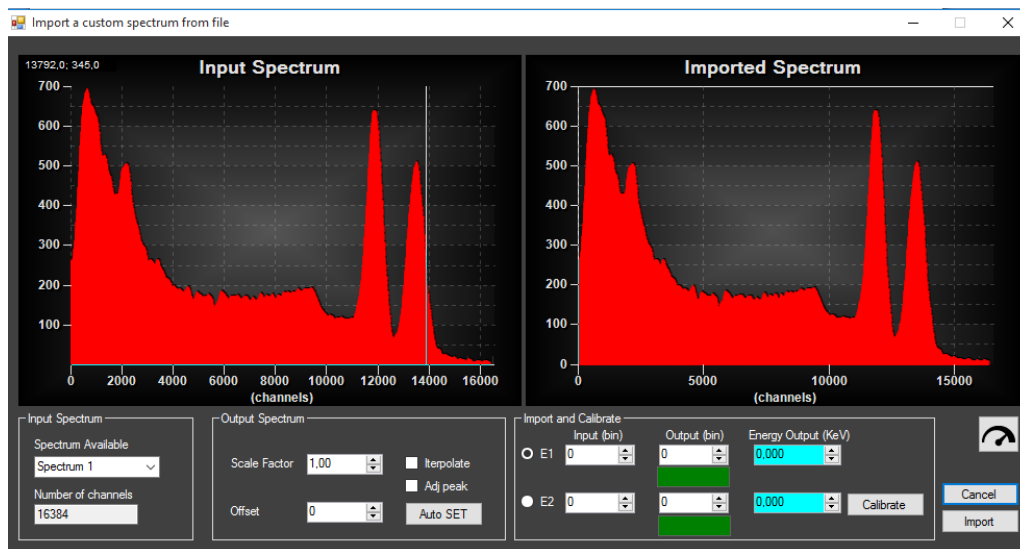 Import a custom spectrum from file
13792,0; 345,0
Input Spectrum
700
600
500
400
300
200
100
0 2000 4000 6000 8000 10000 12000 14000 16000
(channels)
Imported Spectrum
700
600
500
400
300
200
100
0
0 5000 10000 15000
(channels)
Input Spectrum
Spectrum Available
Spectrum 1
Number of channels
16384
Output Spectrum
Scale Factor 1,00
Iterpolate
Adj peak
Offset 0
Auto SET
Import and Calibrate
Input (bin) Output (bin) Energy Output (KeV)
E1 0 0 0,000
E2 0 0 0,000 Calibrate
Cancel
Import